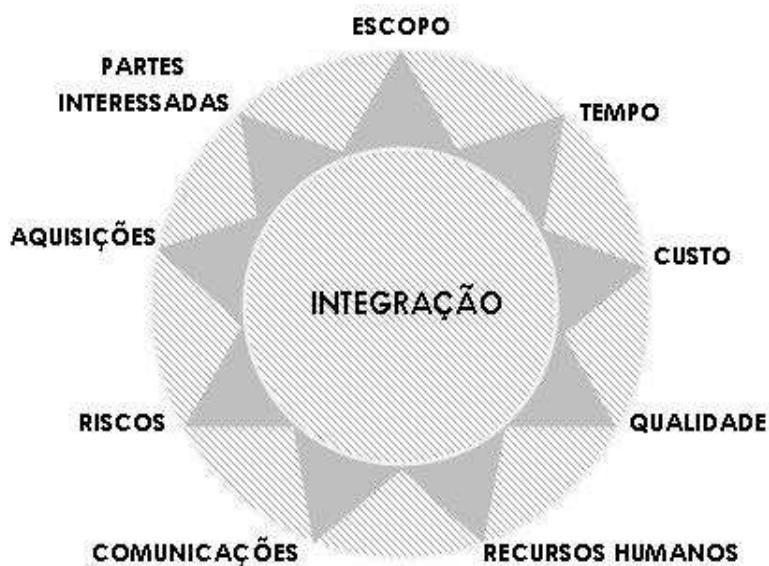 ESCOPO
PARTES
INTERESSADAS
TEMPO
AQUISIÇÕES
CUSTO
INTEGRAÇÃO
RISCOS
QUALIDADE
COMUNICAÇÕES
RECURSOS HUMANOS